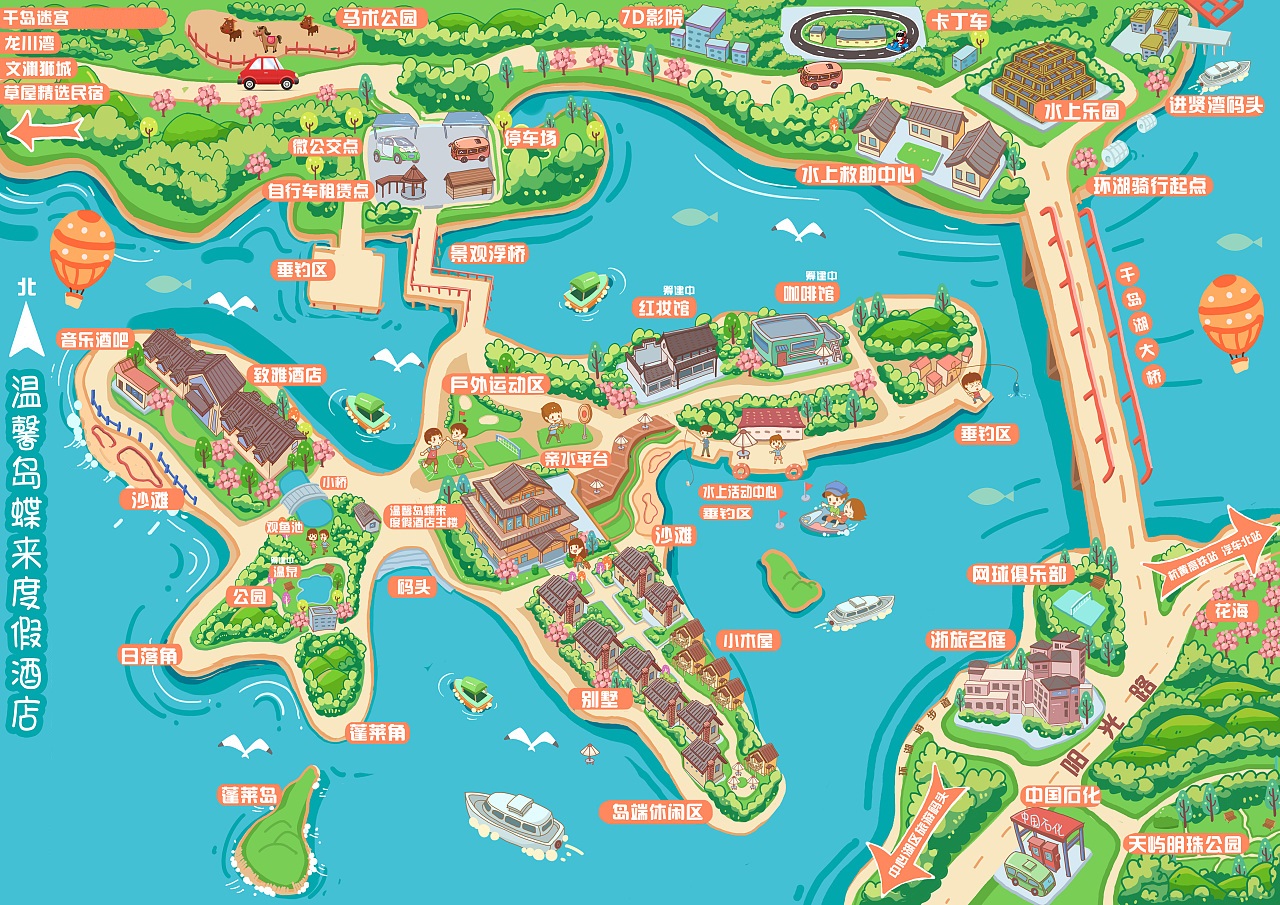 千岛迷宫
龙川湾
文渊狮城
草屋精选民宿
马术公园
7D影院
卡丁车
水上乐园
进贤湾码头
微公交点
停车场
自行车租赁点
水上救助中心
环湖骑行起点
景观浮桥
垂钓区
千岛湖大桥
北
温馨岛蝶来度假酒店
音乐酒吧
致雅酒店
筹建中
红妆馆
筹建中
咖啡馆
户外运动区
亲水平台
垂钓区
水上活动中心
垂钓区
沙滩
小桥
观鱼池
温馨岛蝶来
度假酒店主楼
沙滩
筹建中
温泉
公园
码头
日落角
蓬莱角
蓬莱岛
小木屋
别墅
岛端休闲区
网球俱乐部
浙旅名庭
杭黄高铁站 汽车北站
花海
阳光路
环湖游步道
中心湖区旅游码头
中国石化
中国石化
天屿明珠公园